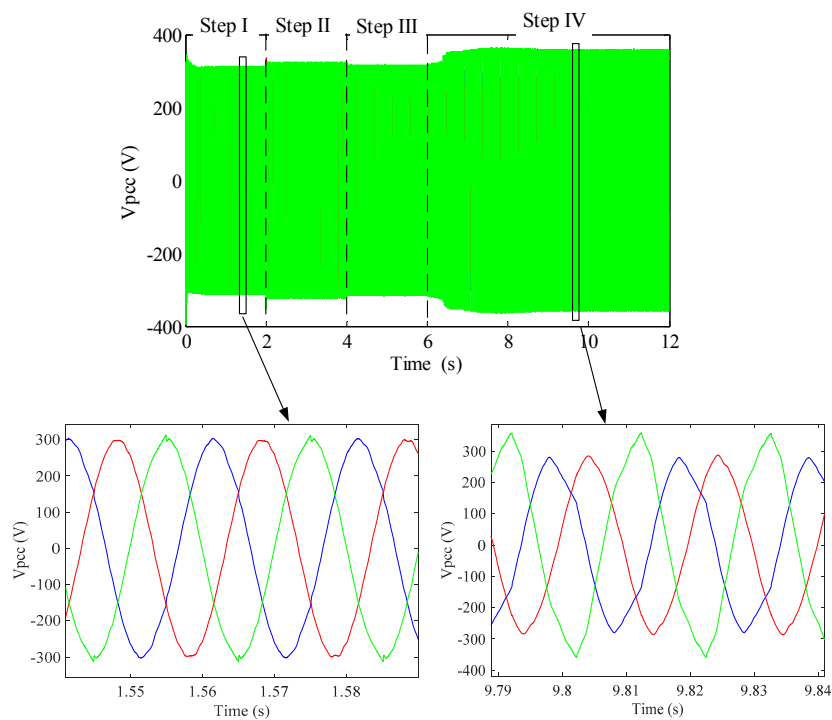 Step I Step II Step III Step IV
400
200
0
-200
-400
Vpcc (V)
0 2 4 6 8 10 12
Time (s)
300
200
100
0
-100
-200
-300
Vpcc (V)
1.55 1.56 1.57 1.58
Time (s)
300
200
100
0
-100
-200
-300
-400
Vpcc (V)
9.79 9.8 9.81 9.82 9.83 9.84
Time (s)